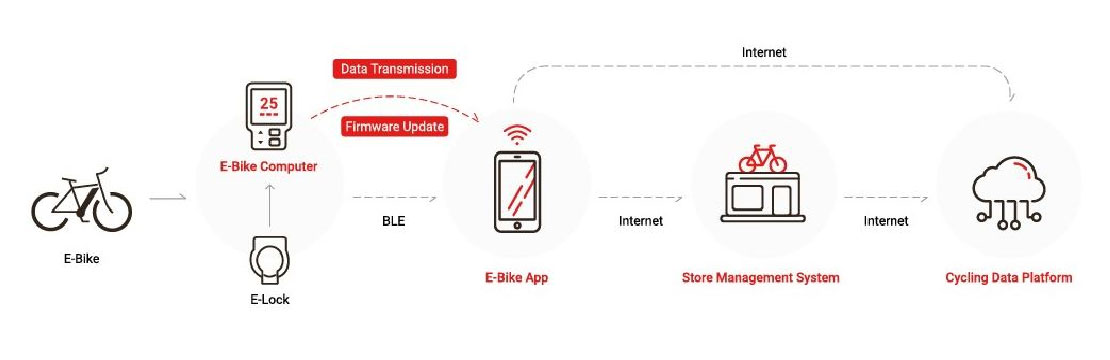 Internet
Data Transmission
25
Firmware Update
E-Bike Computer
BLE
Internet
Internet
E-Bike
E-Bike App
Store Management System
Cycling Data Platform
E-Lock